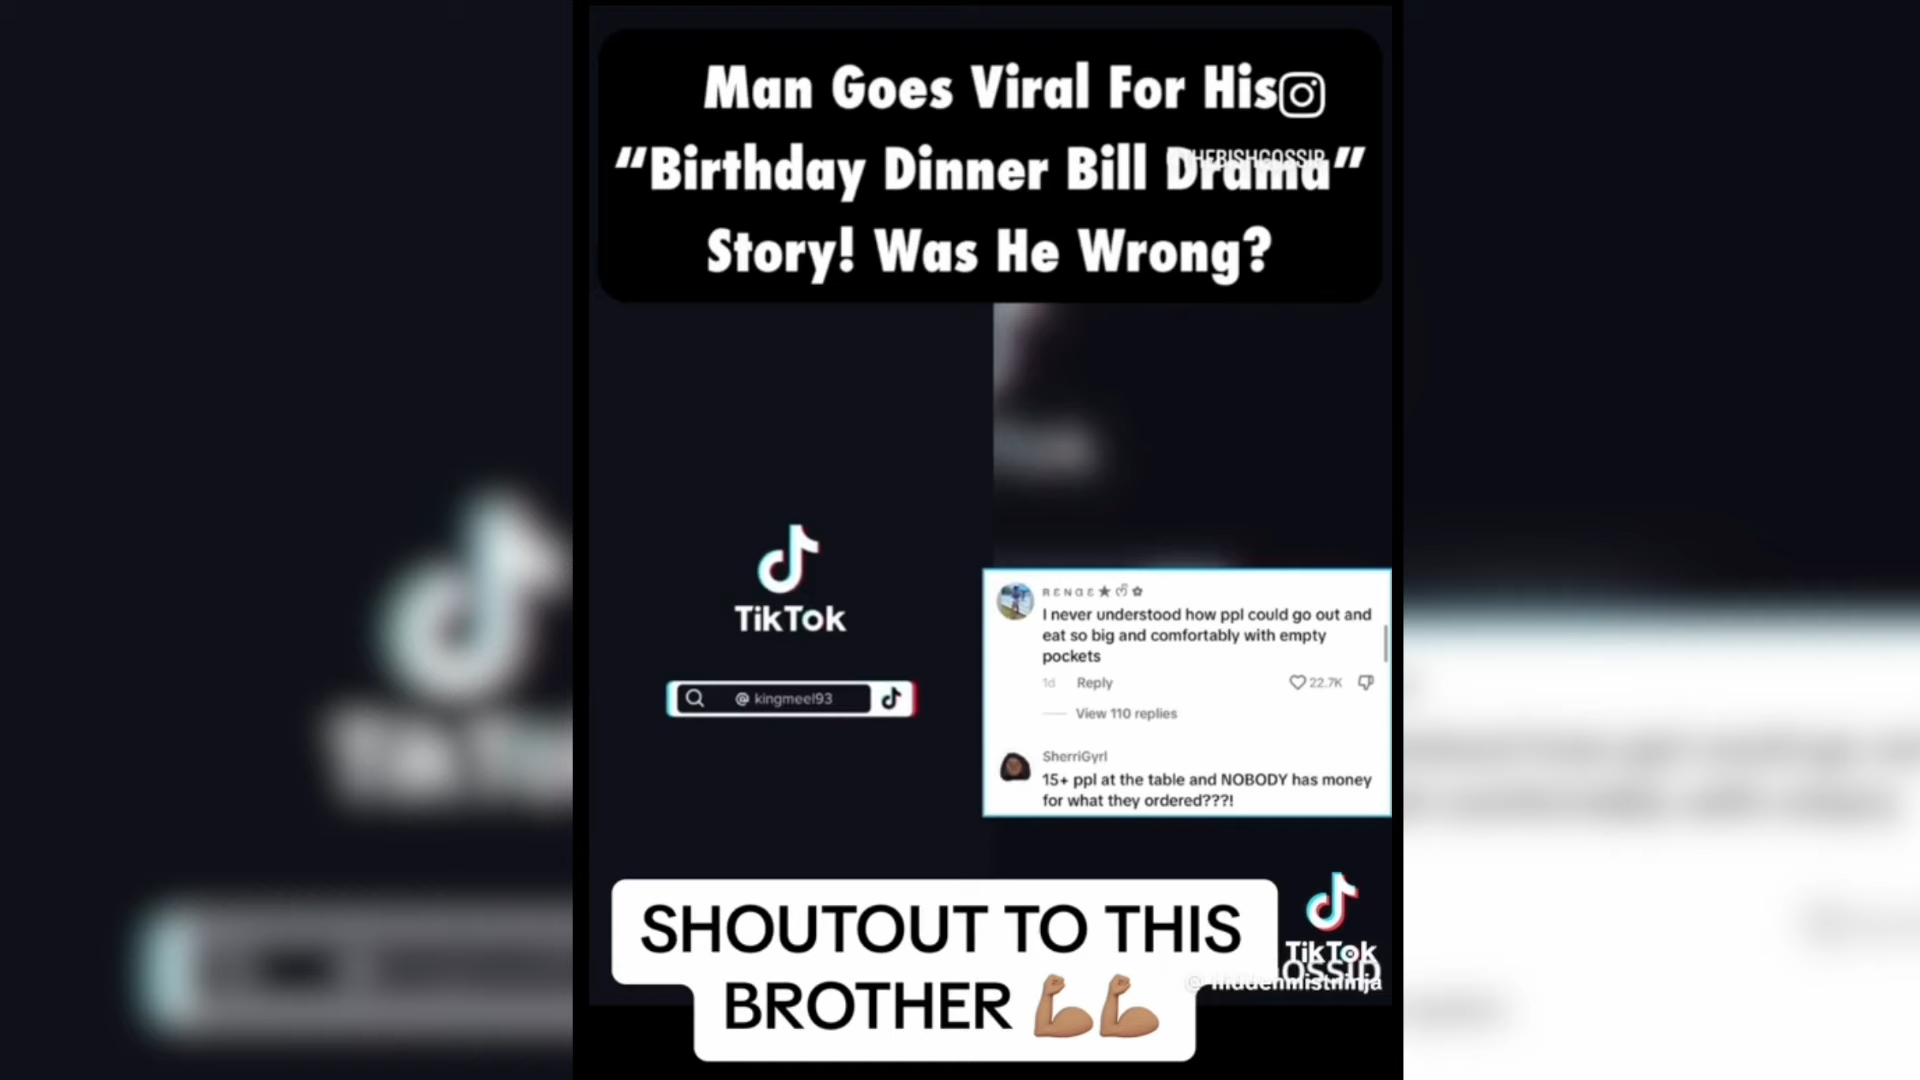 Man Goes Viral For His
“Birthday Dinner Bill Drama”
Story! Was He Wrong?
TikTok
@ kingmeel93
ʀᴇɴɑᴇ
I never understood how ppl could go out and
eat so big and comfortably with empty
pockets
1d Reply 22.7K
View 110 replies
SherriGyrl
15+ ppl at the table and NOBODY has money
for what they ordered???!
SHOUTOUT TO THIS
BROTHER 💪🏽💪🏽
TikTok
@ hiddenmistninja